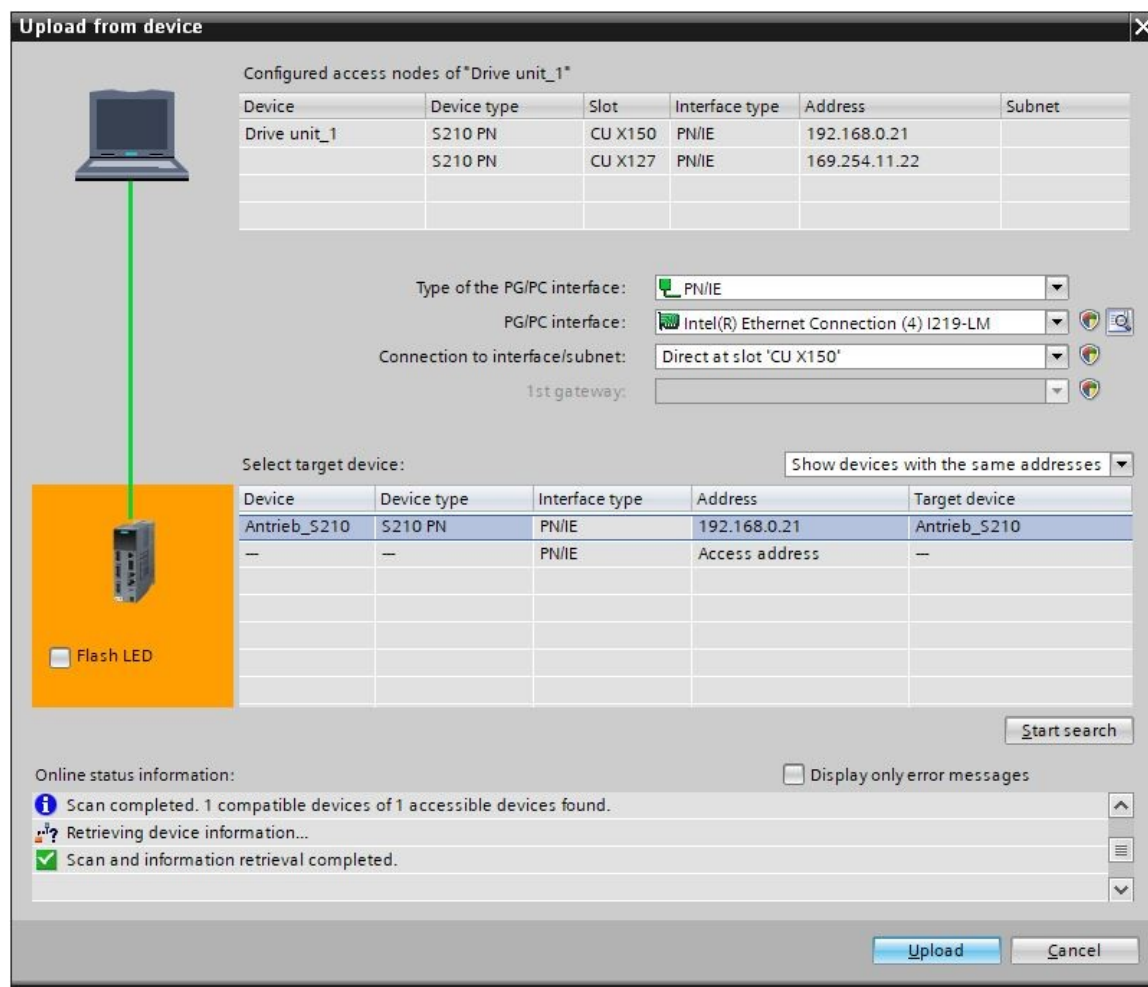 Upload from device
Configured access nodes of "Drive unit_1"
Device Device type Slot Interface type Address Subnet
Drive unit_1 S210 PN CU X150 PN/IE 192.168.0.21
S210 PN CU X127 PN/IE 169.254.11.22
Type of the PG/PC interface: PN/IE
PG/PC interface: Intel(R) Ethernet Connection (4) I219-LM
Connection to interface/subnet: Direct at slot 'CU X150'
1st gateway:
Select target device: Show devices with the same addresses
Device Device type Interface type Address Target device
Antrieb_S210 S210 PN PN/IE 192.168.0.21 Antrieb_S210
— — PN/IE Access address —
Flash LED
Start search
Online status information: Display only error messages
Scan completed. 1 compatible devices of 1 accessible devices found.
Retrieving device information...
Scan and information retrieval completed.
Upload Cancel